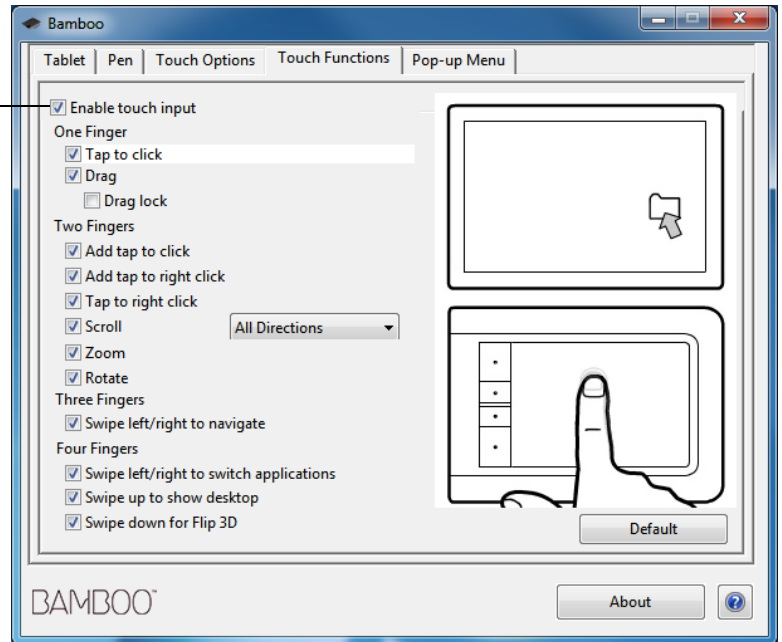 Bamboo
Tablet Pen Touch Options Touch Functions Pop-up Menu
Enable touch input
One Finger
Tap to click
Drag
Drag lock
Two Fingers
Add tap to click
Add tap to right click
Tap to right click
Scroll All Directions
Zoom
Rotate
Three Fingers
Swipe left/right to navigate
Four Fingers
Swipe left/right to switch applications
Swipe up to show desktop
Swipe down for Flip 3D
Default
BAMBOO™
About
?